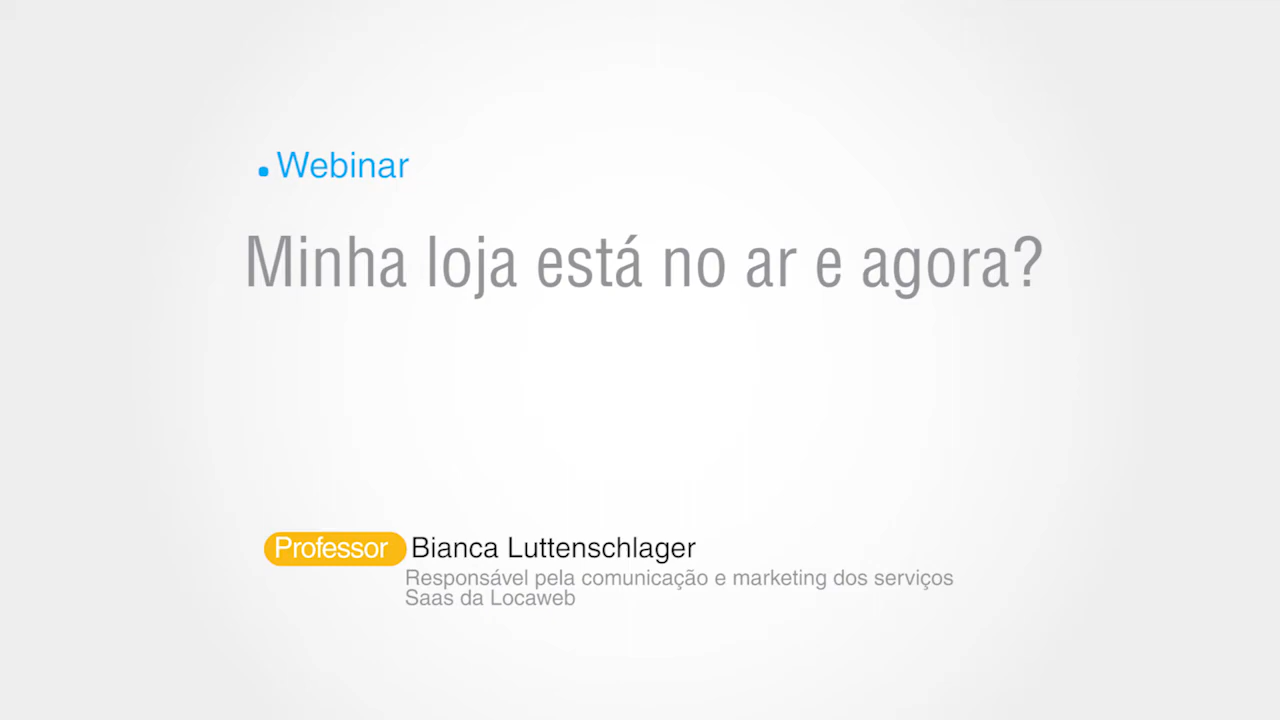 Webinar
Minha loja está no ar e agora?
Professor Bianca Luttenschlager
Responsável pela comunicação e marketing dos serviços
Saas da Locaweb